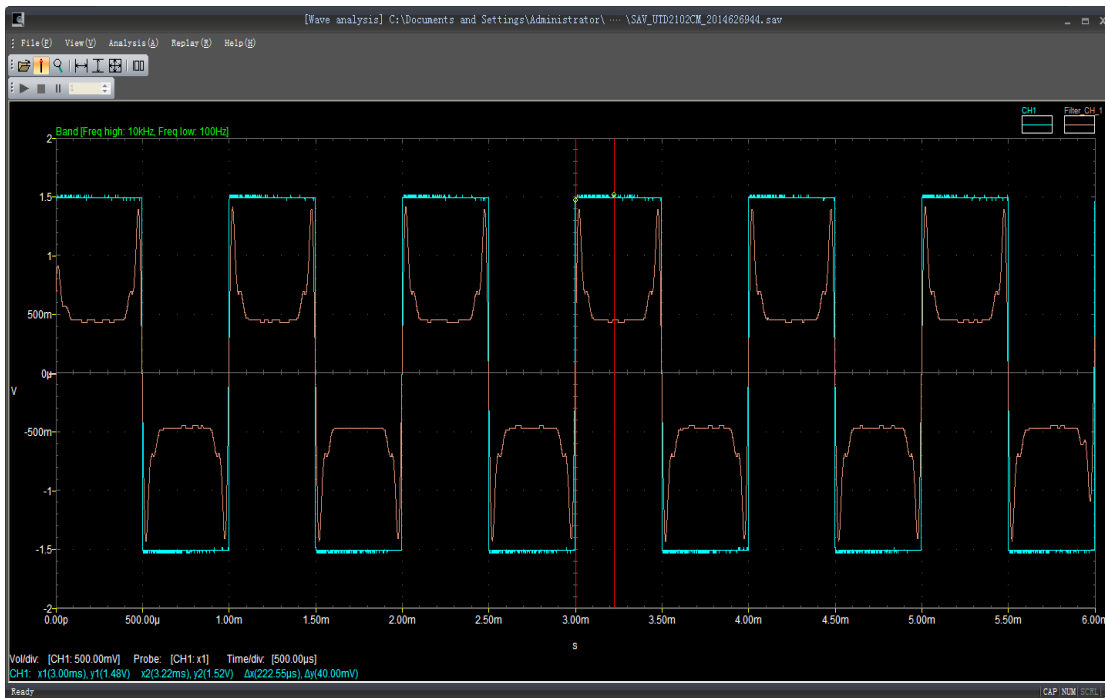 [Wave analysis] C:\Documents and Settings\Administrator\ ···· \SAV_UTD2102CM_2014626944.sav
File(F) View(V) Analysis(A) Replay(R) Help(H)
1
CH1 Filter_CH_1
Band [Freq high: 10kHz, Freq low: 100Hz]
2
1.5
1
500m
0µ
V
-500m
-1
-1.5
-2
0.00p 500.00µ 1.00m 1.50m 2.00m 2.50m 3.00m 3.50m 4.00m 4.50m 5.00m 5.50m 6.00m
s
Vol/div: [CH1: 500.00mV] Probe: [CH1: x1] Time/div: [500.00µs]
CH1: x1(3.00ms), y1(1.48V) x2(3.22ms), y2(1.52V) Δx(222.55µs), Δy(40.00mV)
Ready CAP NUM SCRL